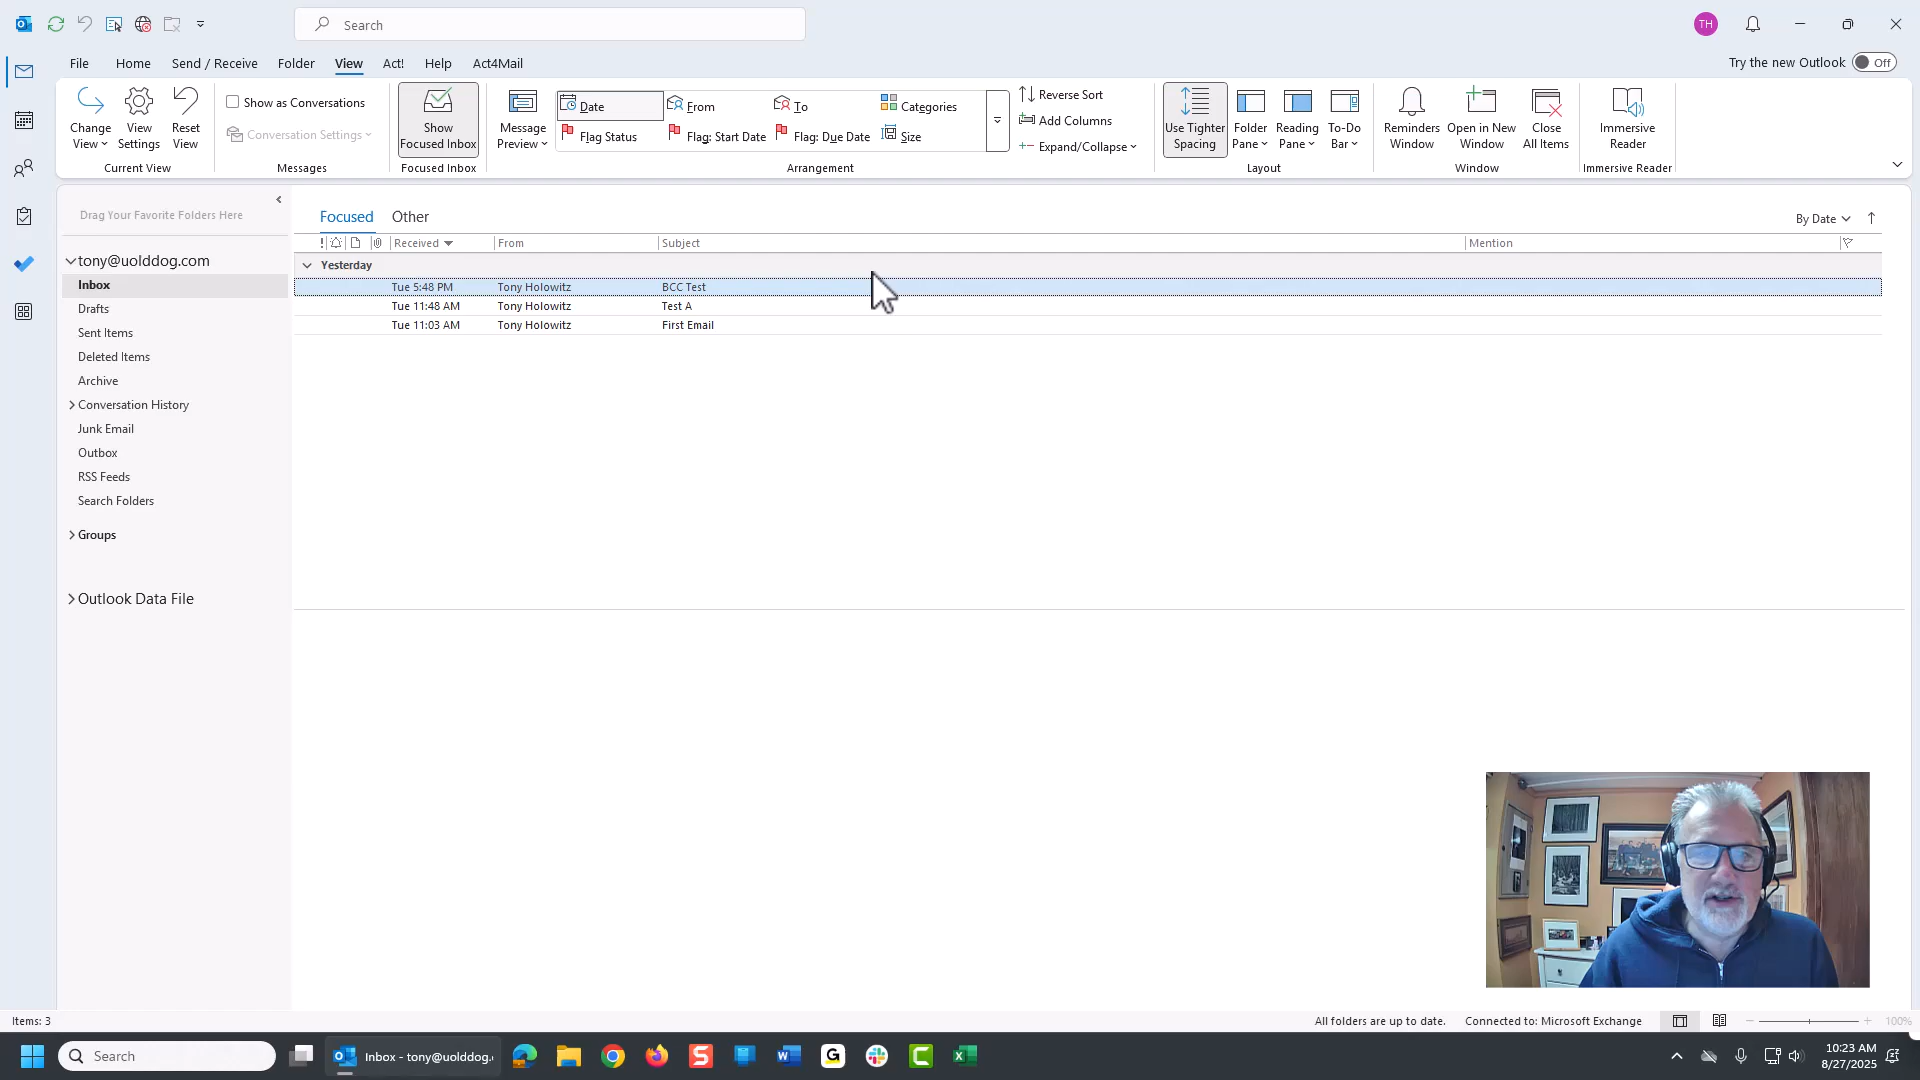 Search
TH
File Home Send / Receive Folder View Act! Help Act4Mail
Try the new Outlook Off
Change View
View Settings
Reset View
Current View
Show as Conversations
Conversation Settings
Messages
Show Focused Inbox
Focused Inbox
Message Preview
Date From To Categories
Flag Status Flag: Start Date Flag: Due Date Size
Reverse Sort
Add Columns
Expand/Collapse
Arrangement
Use Tighter Spacing
Folder Pane
Reading Pane
To-Do Bar
Layout
Reminders Window
Open in New Window
Close All Items
Window
Immersive Reader
Immersive Reader
Drag Your Favorite Folders Here
tony@uolddog.com
Inbox
Drafts
Sent Items
Deleted Items
Archive
Conversation History
Junk Email
Outbox
RSS Feeds
Search Folders
Groups
Outlook Data File
Focused Other
By Date
Received From Subject Mention
Yesterday
Tue 5:48 PM Tony Holowitz BCC Test
Tue 11:48 AM Tony Holowitz Test A
Tue 11:03 AM Tony Holowitz First Email
Items: 3
All folders are up to date. Connected to: Microsoft Exchange 100%
Search
Inbox - tony@uolddog.
10:23 AM
8/27/2025